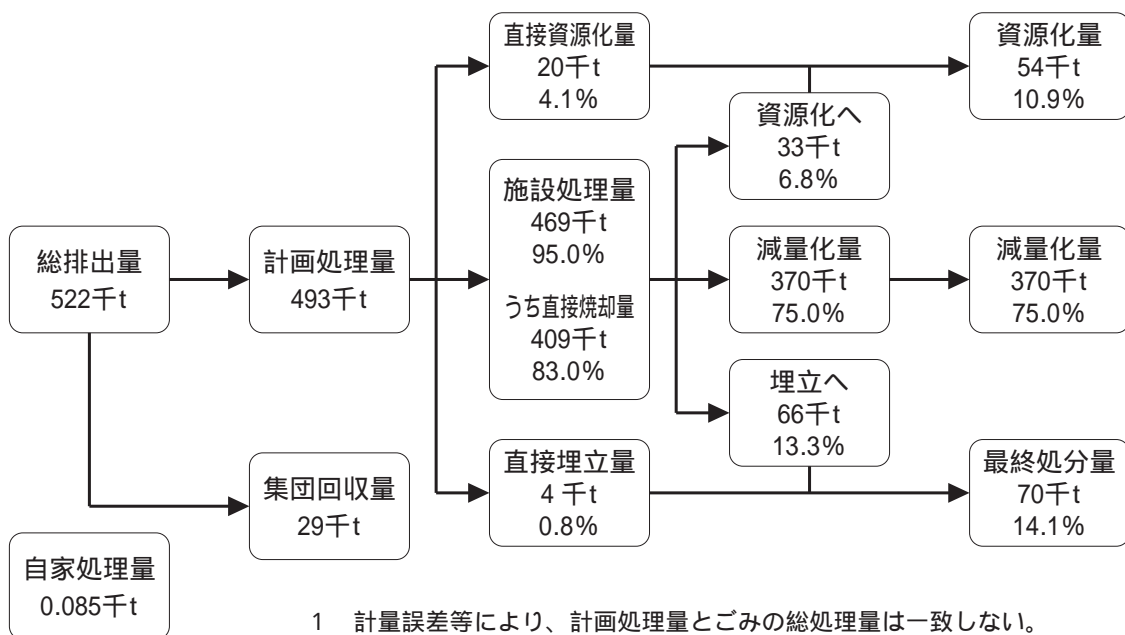 総排出量
522千t
自家処理量
0.085千t
計画処理量
493千t
集団回収量
29千t
直接資源化量
20千t
4.1%
施設処理量
469千t
95.0%
うち直接焼却量
409千t
83.0%
直接埋立量
4 千t
0.8%
資源化へ
33千t
6.8%
減量化量
370千t
75.0%
埋立へ
66千t
13.3%
資源化量
54千t
10.9%
減量化量
370千t
75.0%
最終処分量
70千t
14.1%
1 計量誤差等により、計画処理量とごみの総処理量は一致しない。